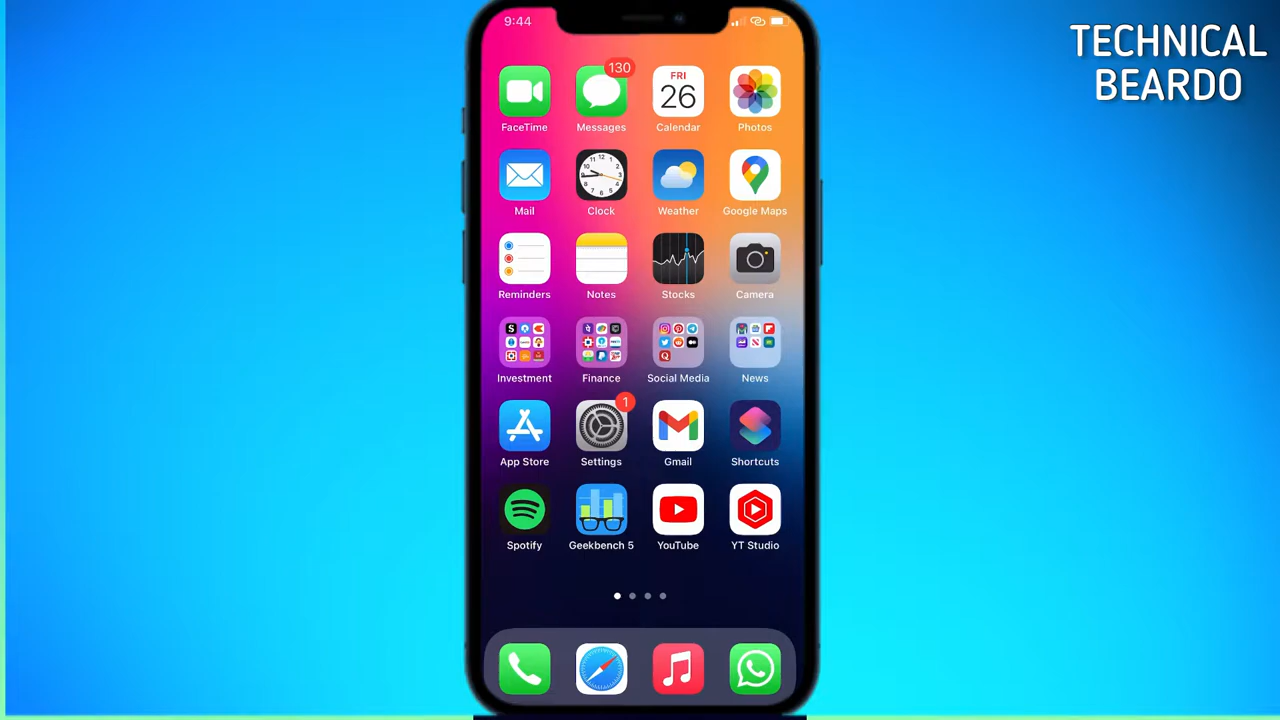 TECHNICAL
BEARDO
9:44
130
FRI
26
FaceTime Messages Calendar Photos
Mail Clock Weather Google Maps
Reminders Notes Stocks Camera
Investment Finance Social Media News
1
App Store Settings Gmail Shortcuts
Spotify Geekbench 5 YouTube YT Studio